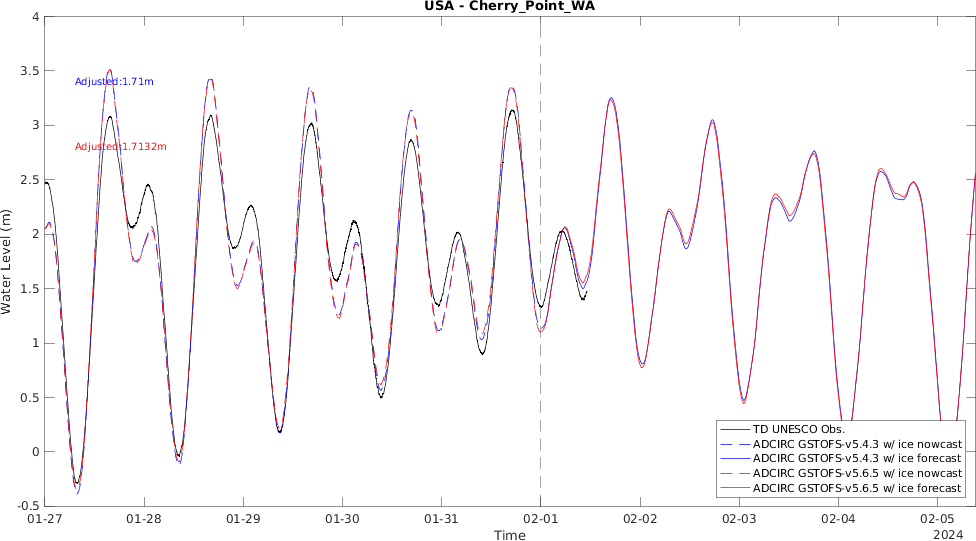 USA - Cherry_Point_WA
4
3.5
3
2.5
2
1.5
1
0.5
0
-0.5
Water Level (m)
Adjusted:1.71m
Adjusted:1.7132m
TD UNESCO Obs.
ADCIRC GSTOFS-v5.4.3 w/ ice nowcast
ADCIRC GSTOFS-v5.4.3 w/ ice forecast
ADCIRC GSTOFS-v5.6.5 w/ ice nowcast
ADCIRC GSTOFS-v5.6.5 w/ ice forecast
01-27 01-28 01-29 01-30 01-31 02-01 02-02 02-03 02-04 02-05
Time
2024